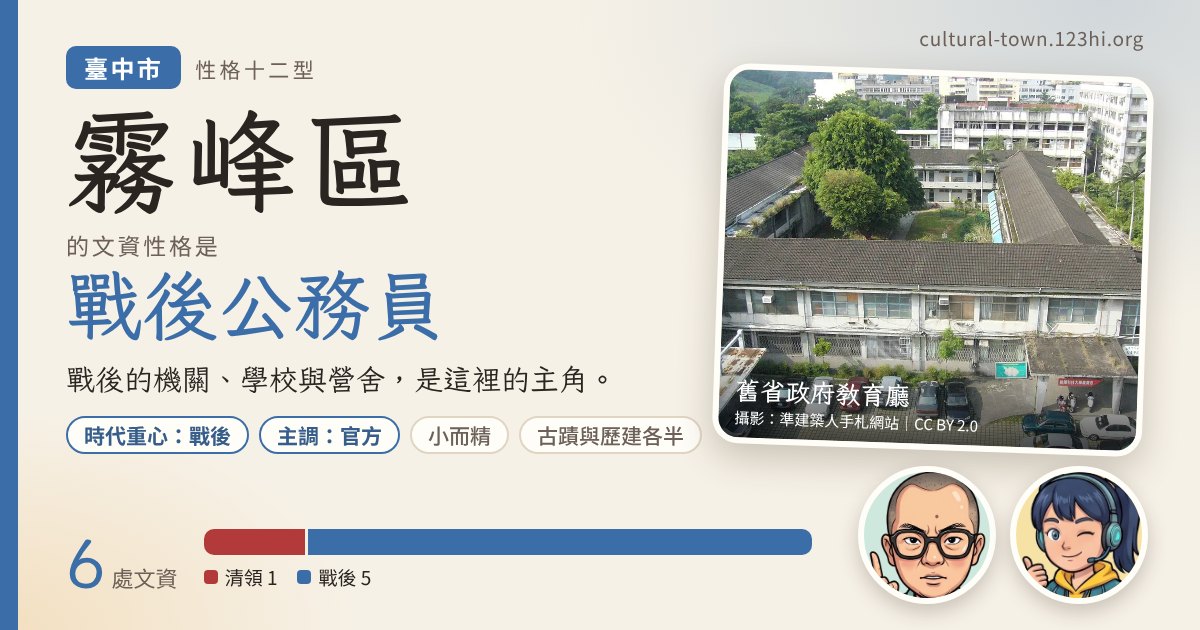 cultural-town.123hi.org
臺中市 性格十二型
霧峰區
的文資性格是
戰後公務員
戰後的機關、學校與營舍，是這裡的主角。
時代重心：戰後 主調：官方 小而精 古蹟與歷建各半
舊省政府教育廳
攝影：準建築人手札網站｜CC BY 2.0
6 處文資
清領 1 戰後 5